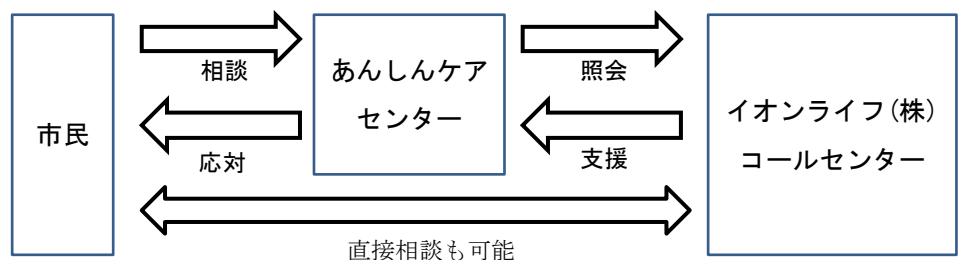 市民
相談
応対
あんしんケア
センター
照会
支援
イオンライフ(株)
コールセンター
直接相談も可能